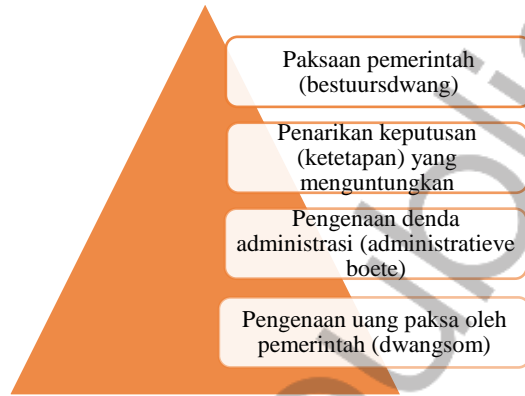 Paksaan pemerintah
(bestuursdwang)
Penarikan keputusan
(ketetapan) yang
menguntungkan
Pengenaan denda
administrasi (administratieve
boete)
Pengenaan uang paksa oleh
pemerintah (dwangsom)